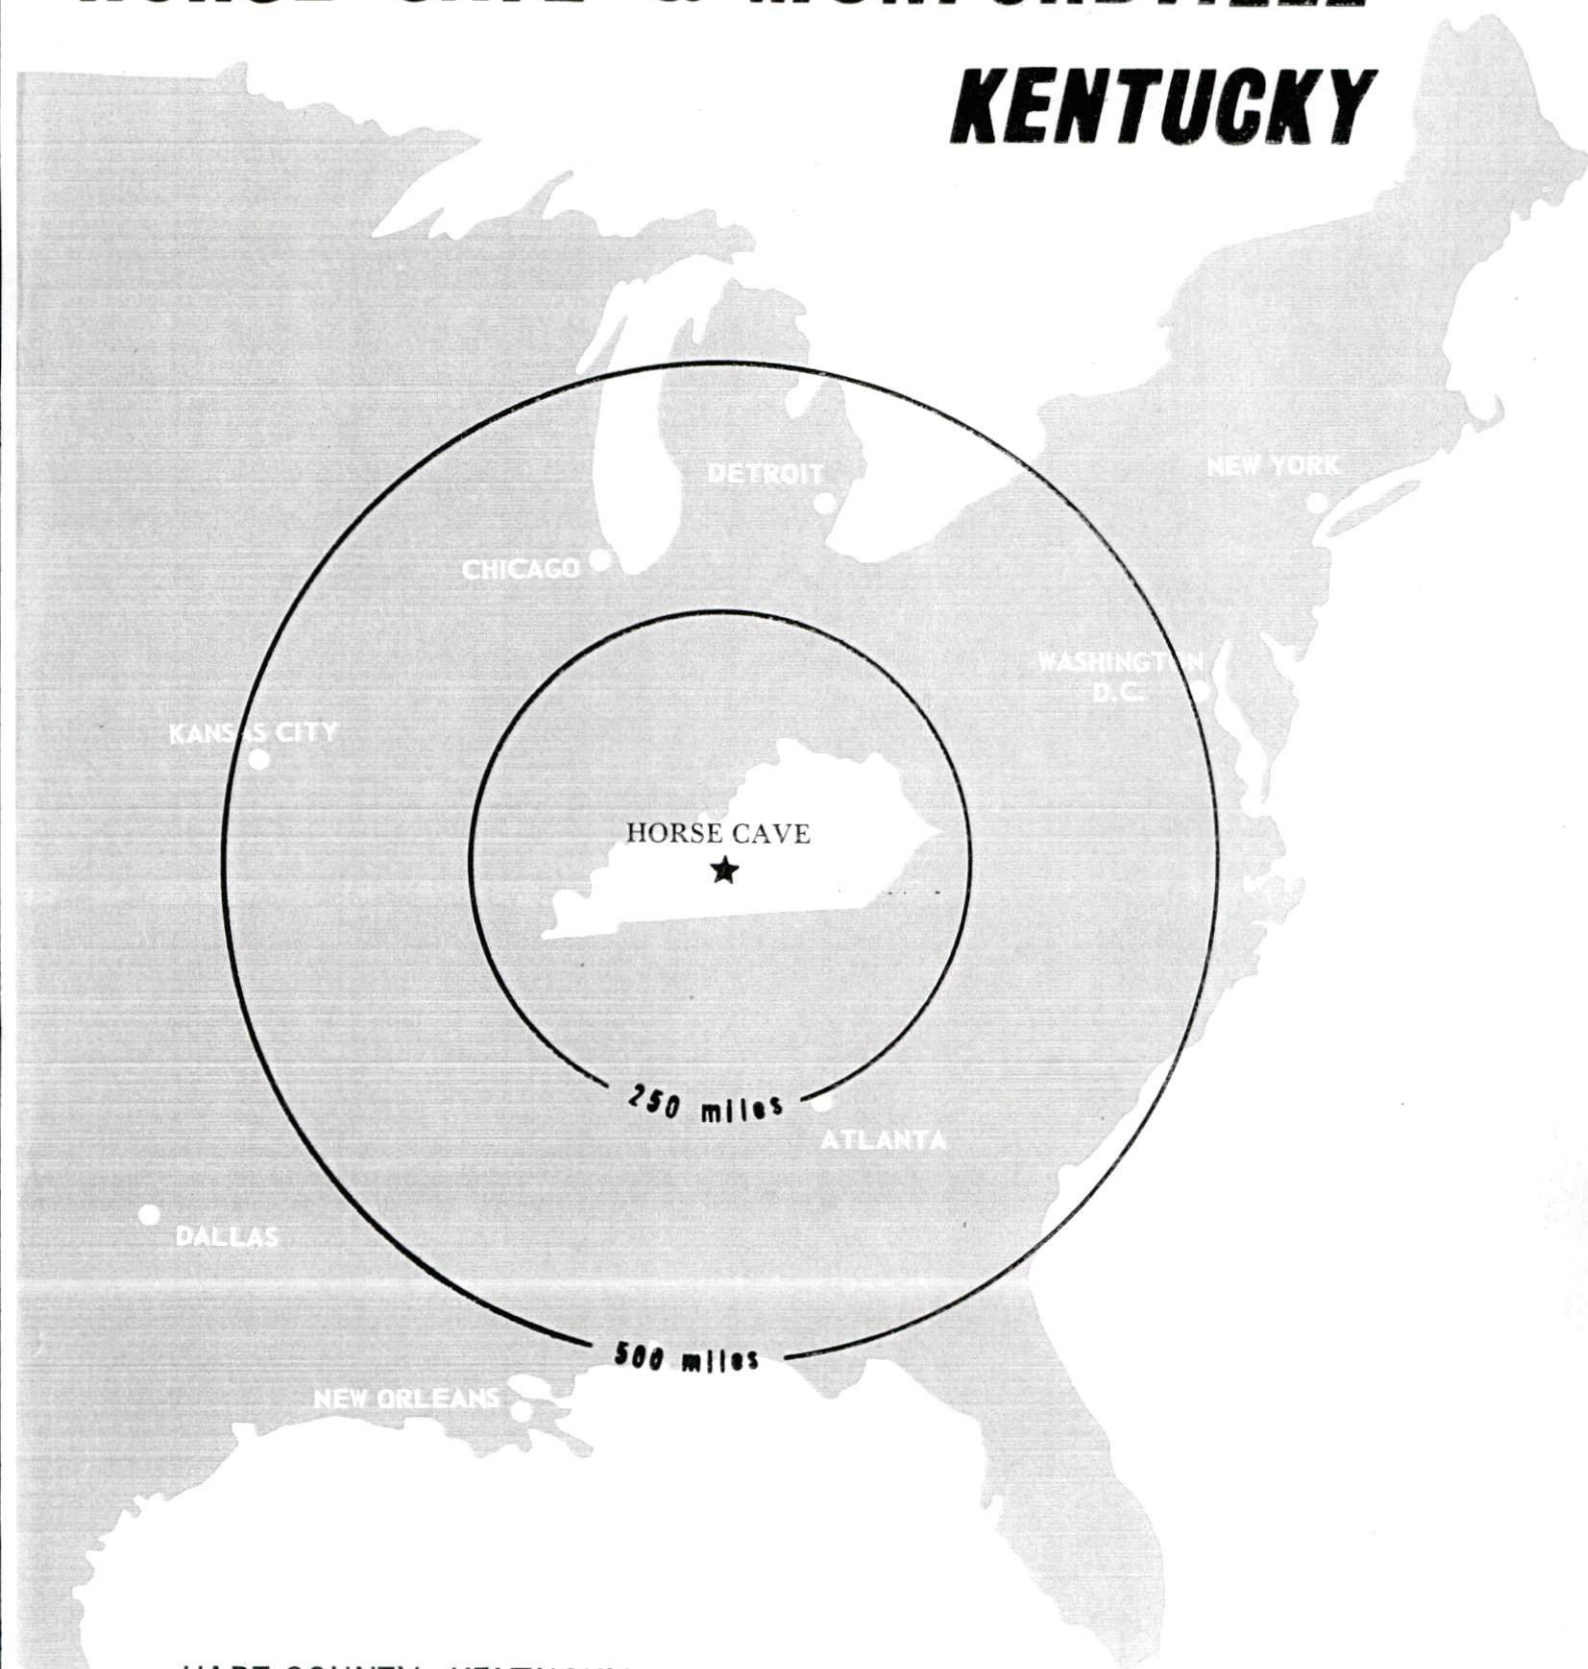 KENTUCKY
DETROIT
NEW YORK
CHICAGO
WASHINGTON
D.C.
KANSAS CITY
HORSE CAVE
250 miles
ATLANTA
DALLAS
500 miles
NEW ORLEANS